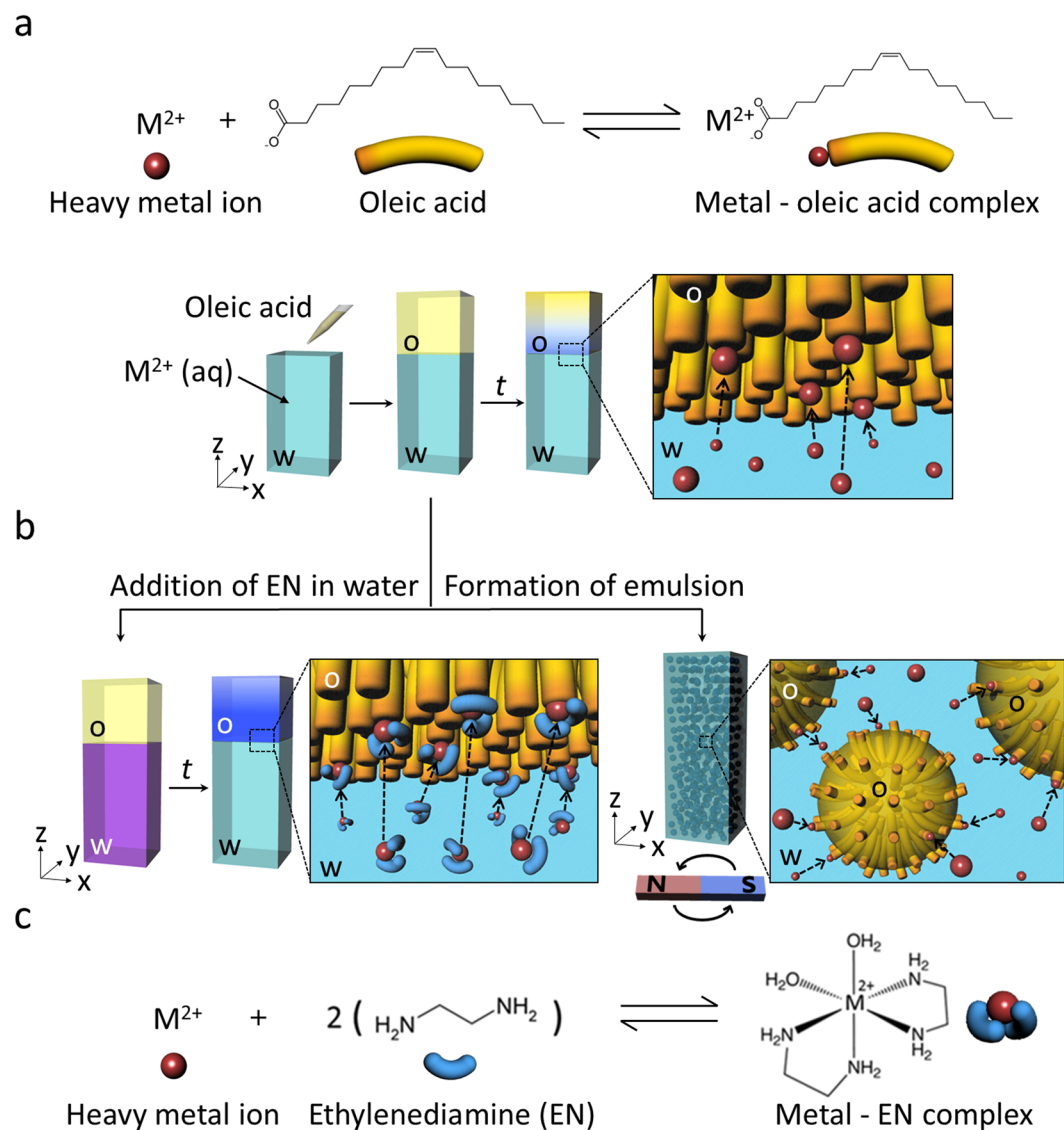 a
O
O⁻
M²⁺ + ⇌ M²⁺ O
O⁻
Heavy metal ion Oleic acid Metal - oleic acid complex
Oleic acid
M²⁺ (aq)
O O O
t
W W W W
z y x
b
Addition of EN in water Formation of emulsion
O O O O O O
t
W W W W
z y x z y x
N S
c
M²⁺ + 2 ( H₂N NH₂ ) ⇌
OH₂
H₂O M²⁺ H₂N
H₂N N H₂
NH₂
Heavy metal ion Ethylenediamine (EN) Metal - EN complex